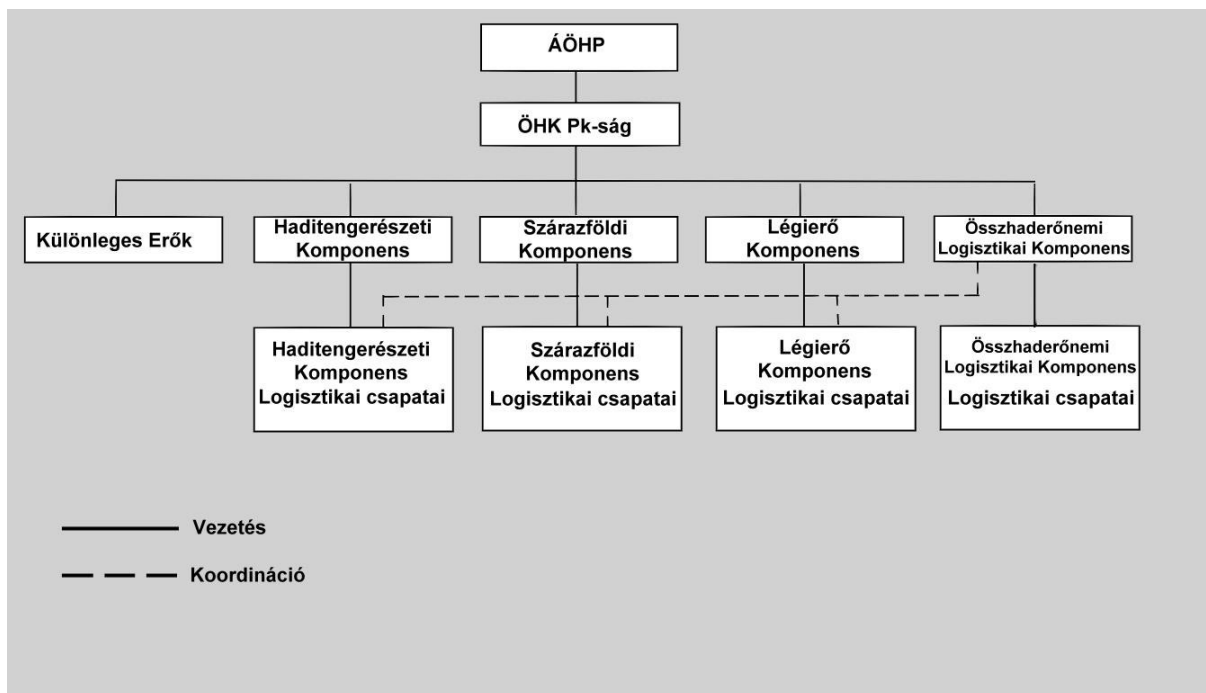 ÁÖHP
ÖHK Pk-ság
Különleges Erők
Haditengerészeti
Komponens
Szárazföldi
Komponens
Légierő
Komponens
Összhaderőnemi
Logisztikai Komponens
Haditengerészeti
Komponens
Logisztikai csapatai
Szárazföldi
Komponens
Logisztikai csapatai
Légierő
Komponens
Logisztikai csapatai
Összhaderőnemi
Logisztikai Komponens
Logisztikai csapatai
Vezetés
Koordináció